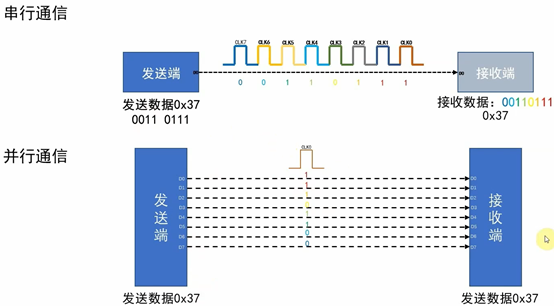 串行通信
CLK7 CLK6 CLK5 CLK4 CLK3 CLK2 CLK1 CLK0
发送端 D0 D0 接收端
0 0 1 1 0 1 1 1
发送数据0x37
0011 0111
接收数据：00110111
0x37
并行通信
CLK0
发送端
接收端
D0 1 D0
D1 1 D1
D2 1 D2
D3 0 D3
D4 1 D4
D5 1 D5
D6 0 D6
D7 0 D7
发送数据0x37
发送数据0x37